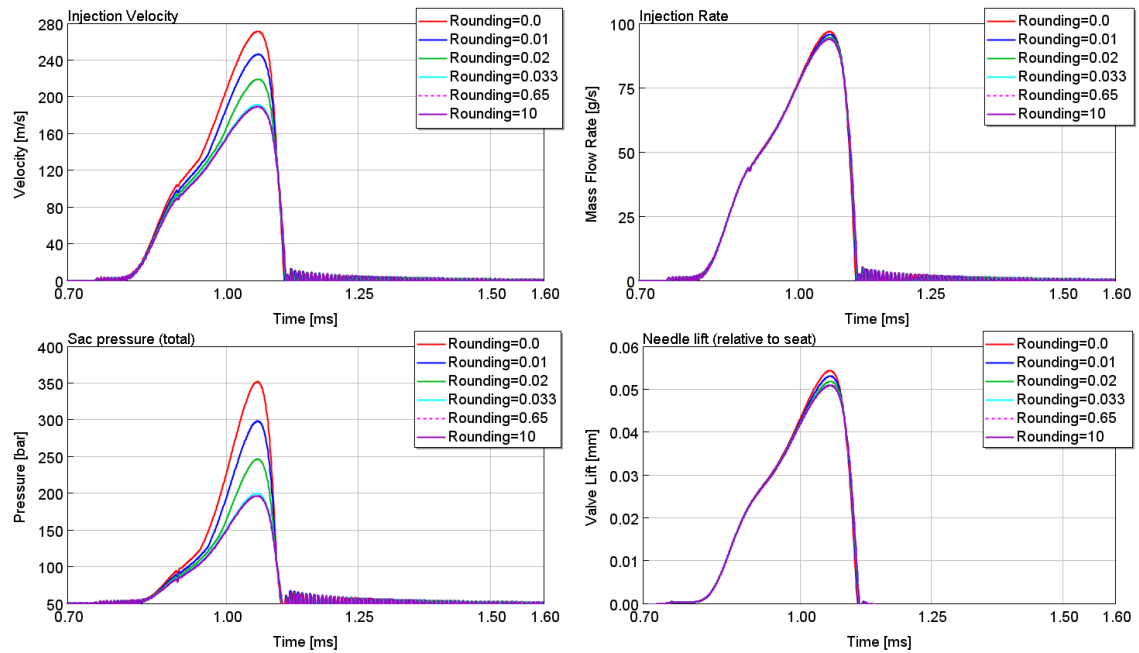 Injection Velocity
280
240
200
160
120
80
40
0
Velocity [m/s]
0.70
1.00
1.25
1.50
1.60
Time [ms]
Rounding=0.0
Rounding=0.01
Rounding=0.02
Rounding=0.033
Rounding=0.65
Rounding=10
Injection Rate
100
75
50
25
0
Mass Flow Rate [g/s]
0.70
1.00
1.25
1.50
1.60
Time [ms]
Rounding=0.0
Rounding=0.01
Rounding=0.02
Rounding=0.033
Rounding=0.65
Rounding=10
Sac pressure (total)
400
350
300
250
200
150
100
50
Pressure [bar]
0.70
1.00
1.25
1.50
1.60
Time [ms]
Rounding=0.0
Rounding=0.01
Rounding=0.02
Rounding=0.033
Rounding=0.65
Rounding=10
Needle lift (relative to seat)
0.06
0.05
0.04
0.03
0.02
0.01
0.00
Valve Lift [mm]
0.70
1.00
1.25
1.50
1.60
Time [ms]
Rounding=0.0
Rounding=0.01
Rounding=0.02
Rounding=0.033
Rounding=0.65
Rounding=10